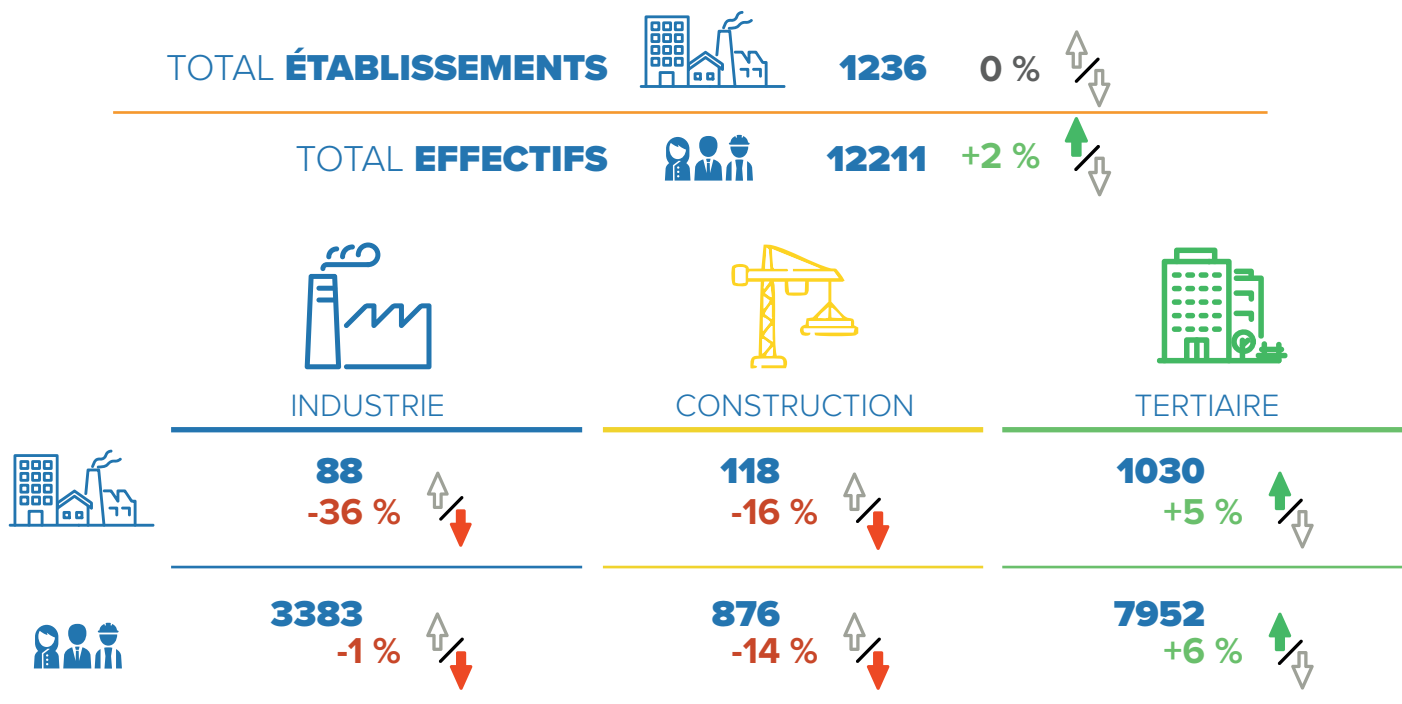 TOTAL ÉTABLISSEMENTS 1236 0 %
TOTAL EFFECTIFS 12211 +2 %
INDUSTRIE CONSTRUCTION TERTIAIRE
88 118 1030
-36 % -16 % +5 %
3383 876 7952
-1 % -14 % +6 %